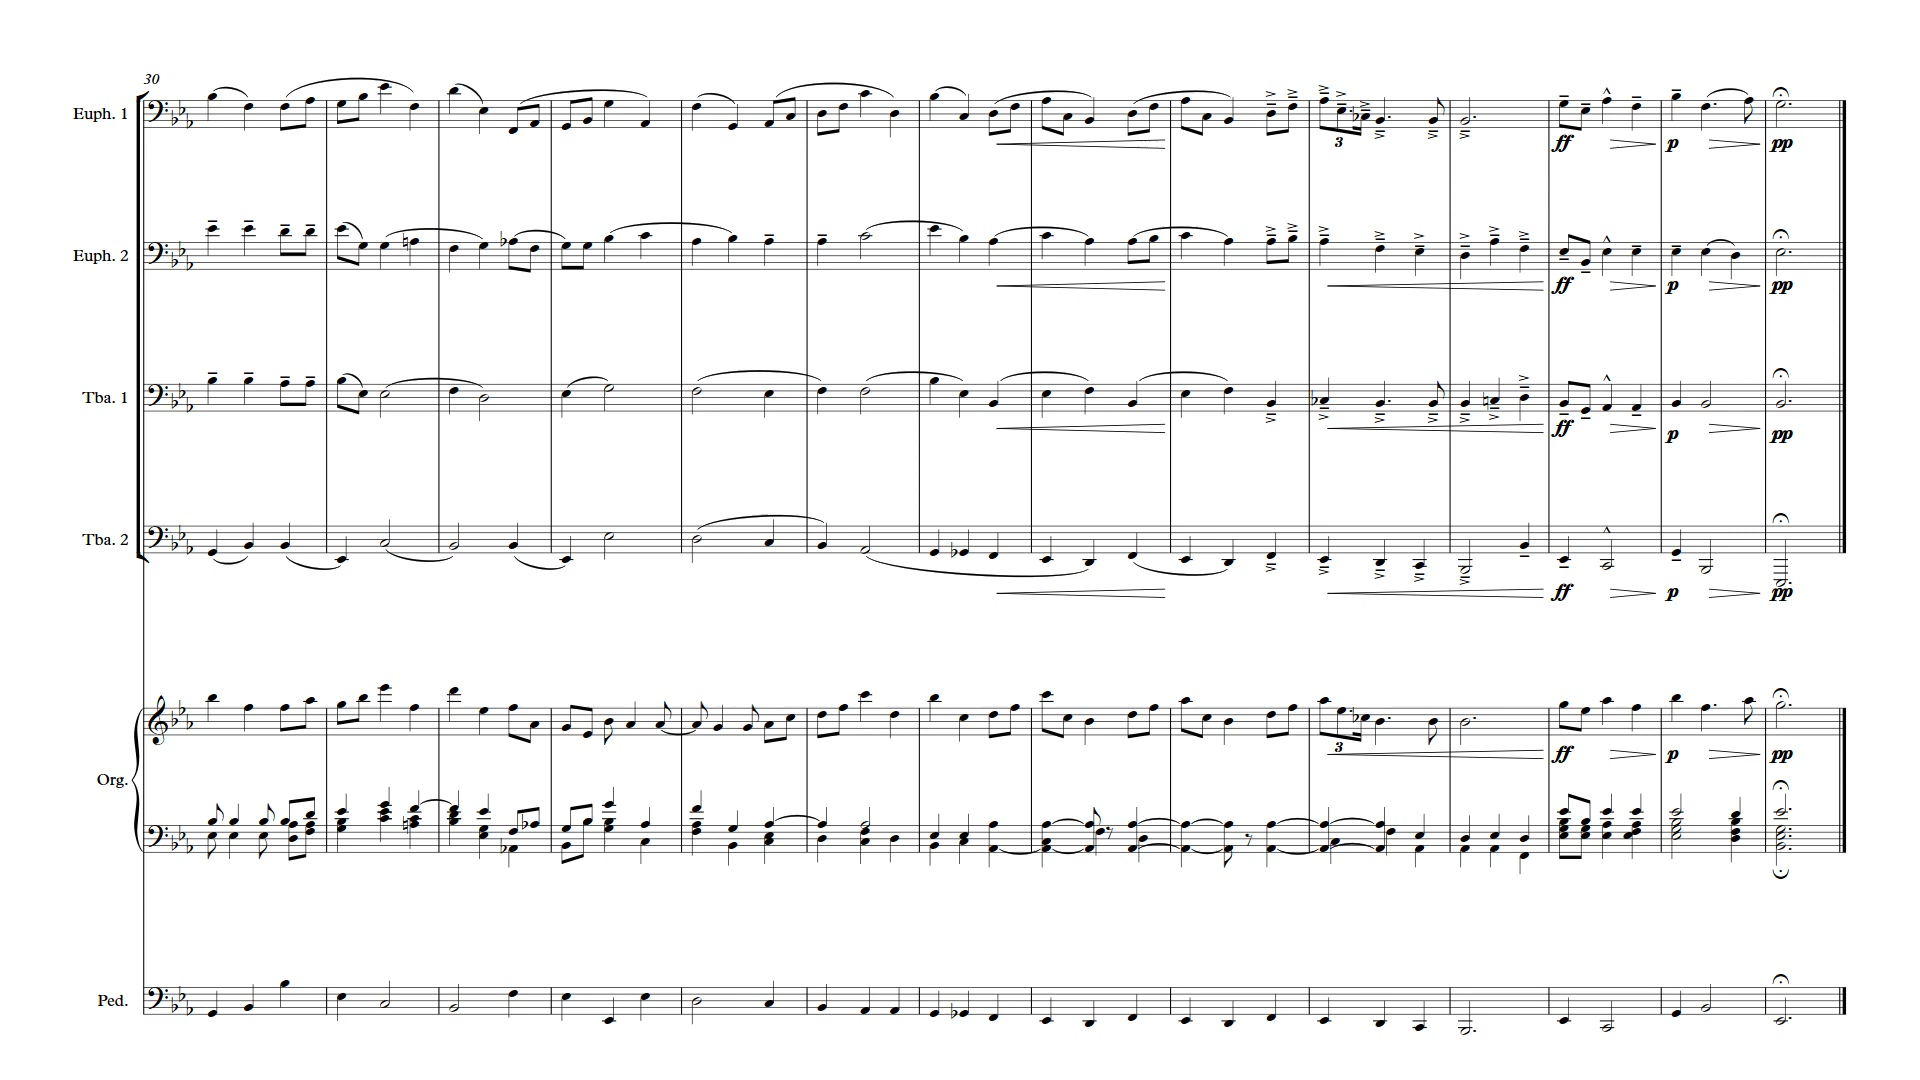 30
Euph. 1
3
ff p pp
Euph. 2
ff p pp
Tba. 1
ff p pp
Tba. 2
ff p pp
Org.
3
ff p pp
Ped.